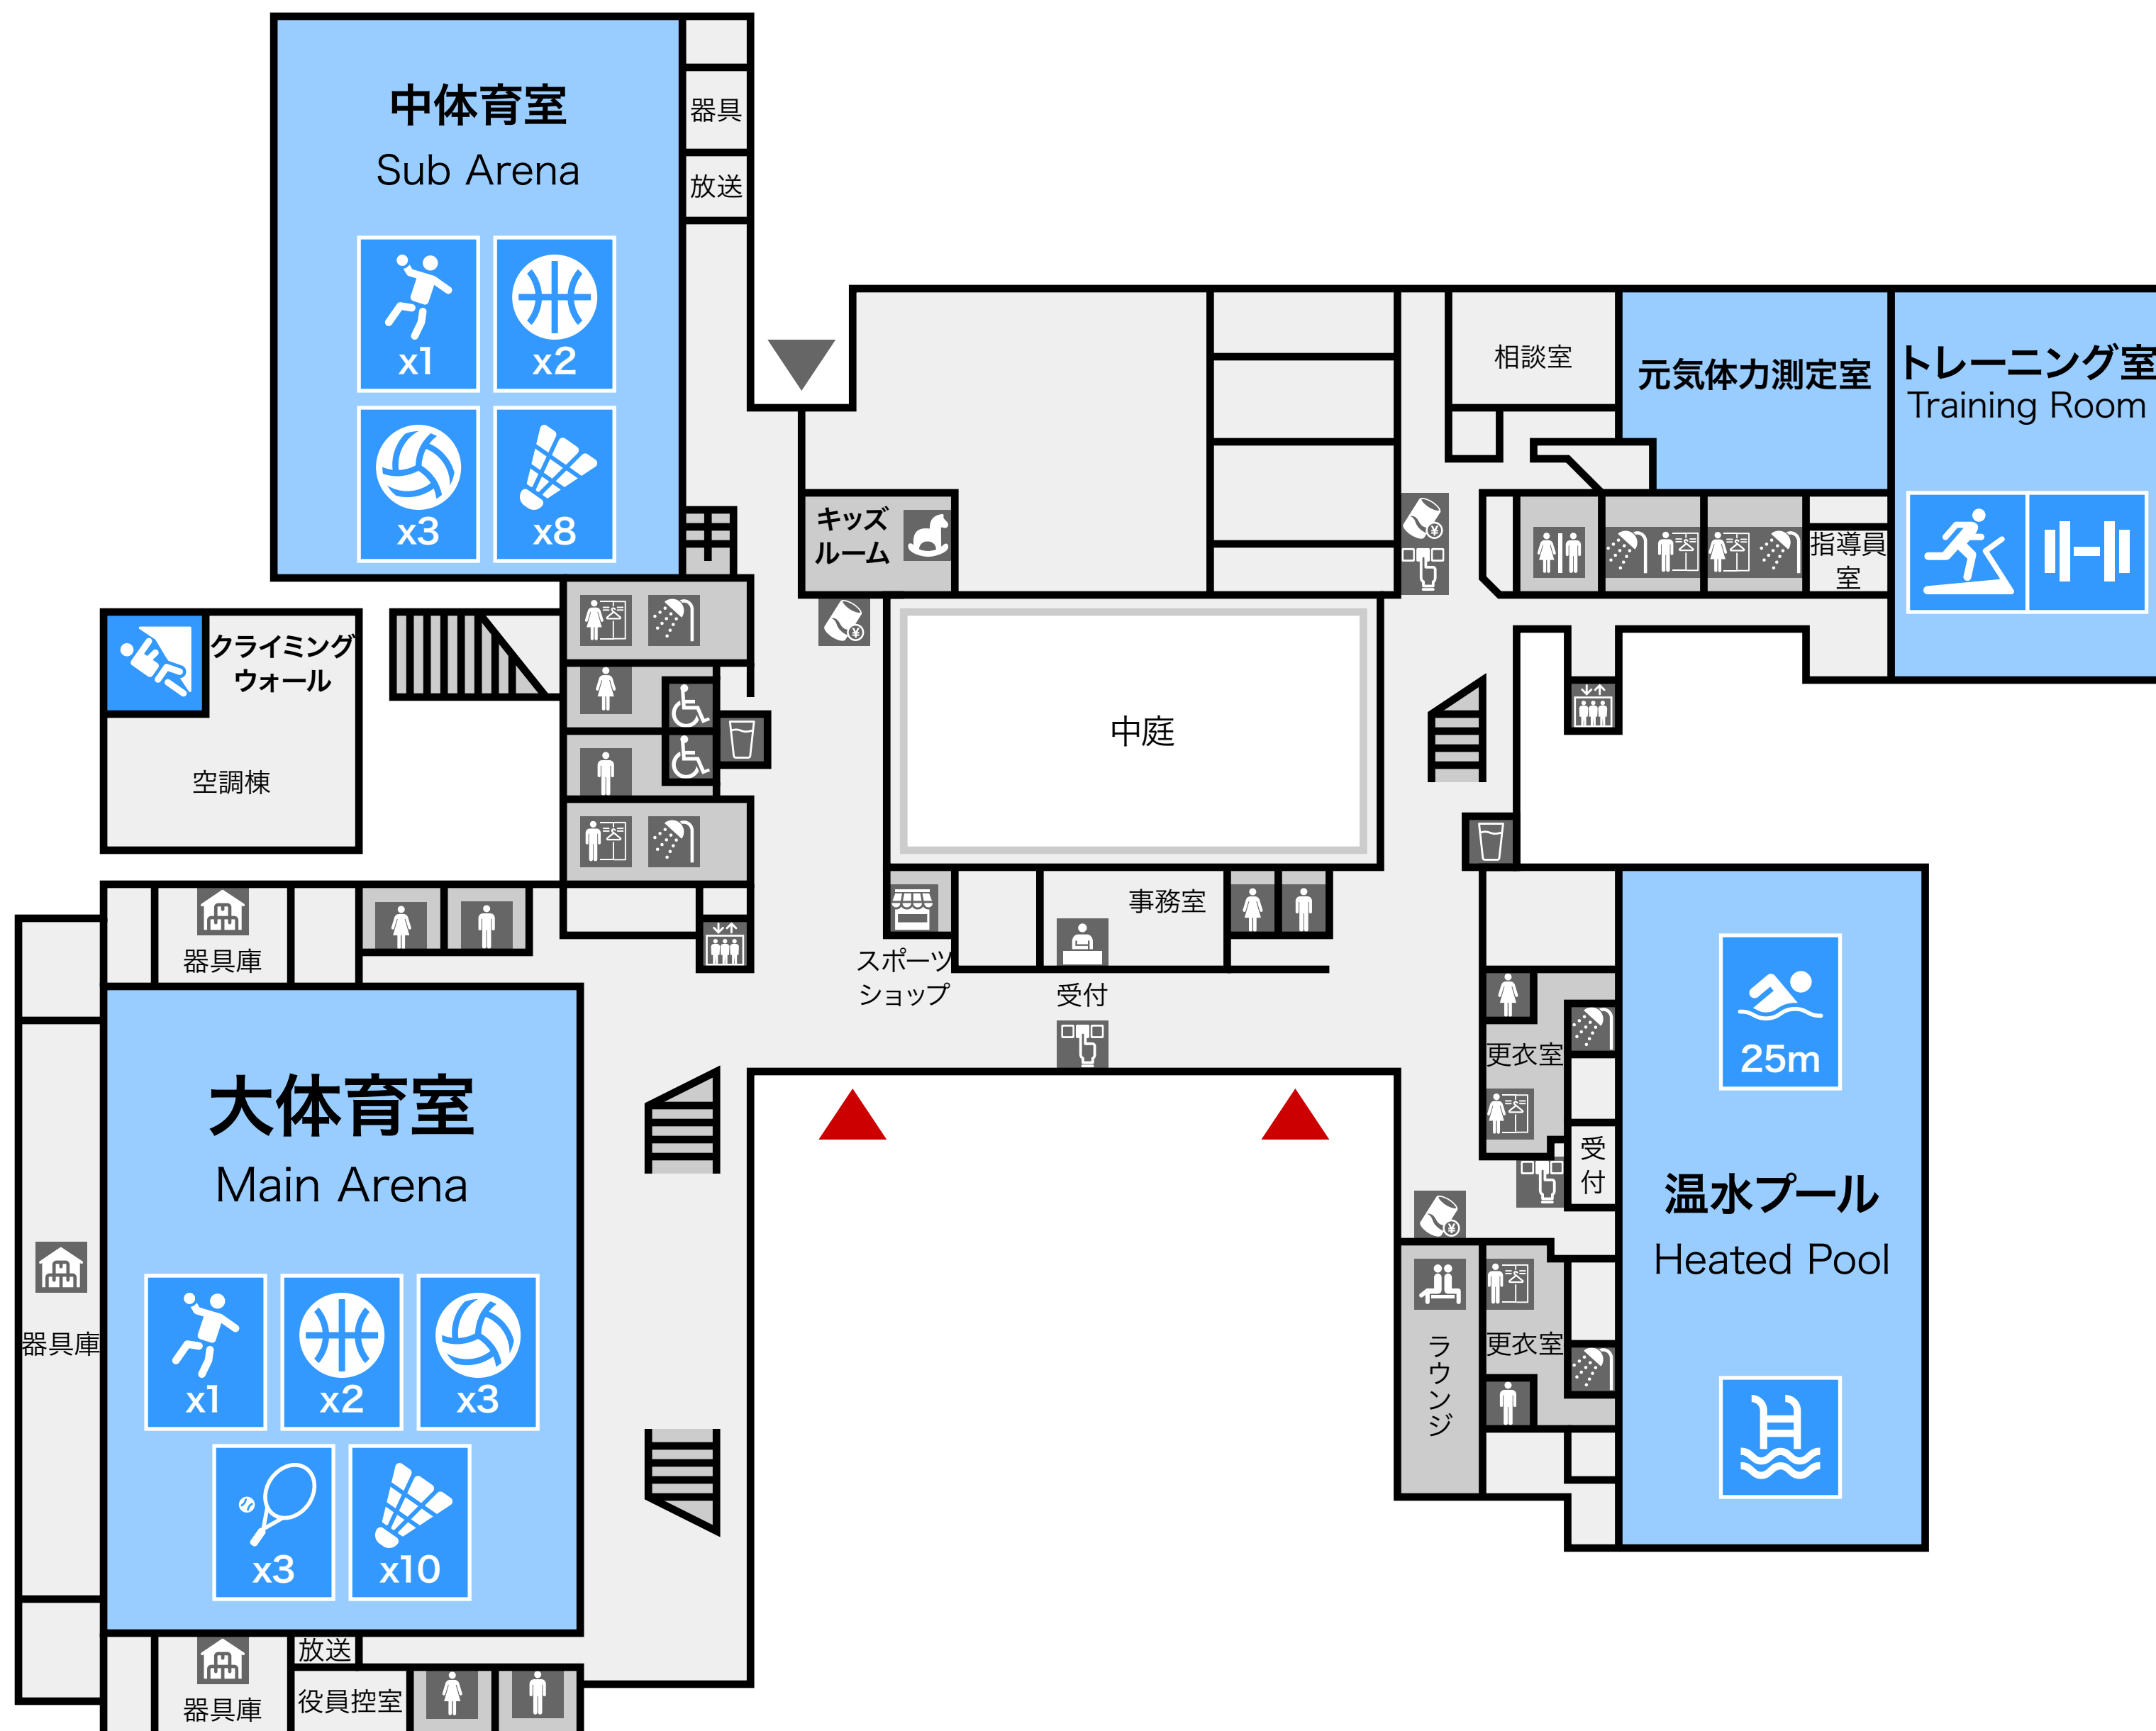 中体育室
Sub Arena
x1
x2
x3
x8
器具
放送
キッズ
ルーム
¥
¥
相談室
元気体力測定室
トレーニング室
Training Room
指導員
室
クライミング
ウォール
空調棟
中庭
器具庫
スポーツ
ショップ
事務室
受付
大体育室
Main Arena
x1
x2
x3
x3
x10
器具庫
器具庫
放送
役員控室
更衣室
受
付
¥
ラウンジ
更衣室
25m
温水プール
Heated Pool